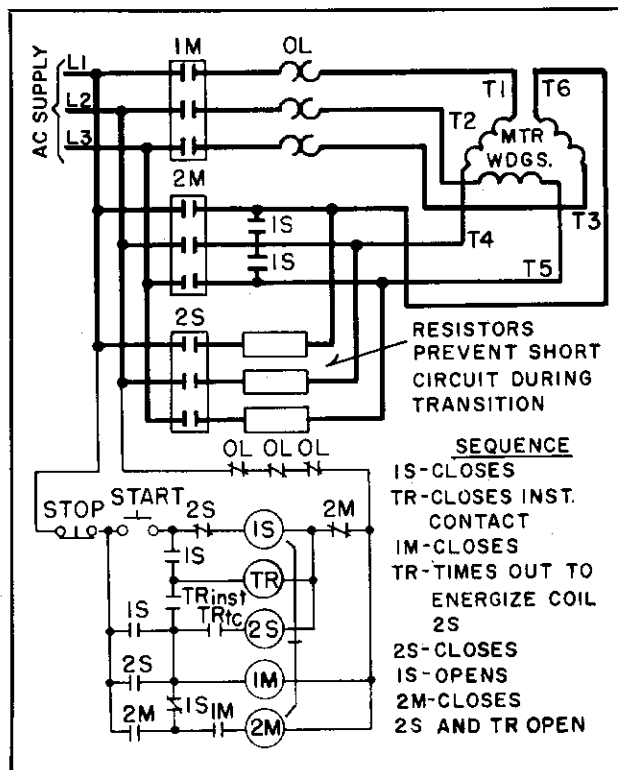 1M
OL
AC SUPPLY
L1
L2
L3
T1
T6
T2
MTR
WDGS.
T3
T4
T5
2M
1S
1S
2S
RESISTORS
PREVENT SHORT
CIRCUIT DURING
TRANSITION
OL OL OL
STOP
START
2S
1S
2M
1S
TR
TRinst
TRtc
1S
2S
2S
1M
2M
1S
1M
2M
SEQUENCE
1S-CLOSES
TR-CLOSES INST.
CONTACT
1M-CLOSES
TR-TIMES OUT TO
ENERGIZE COIL
2S
2S-CLOSES
1S-OPENS
2M-CLOSES
2S AND TR OPEN